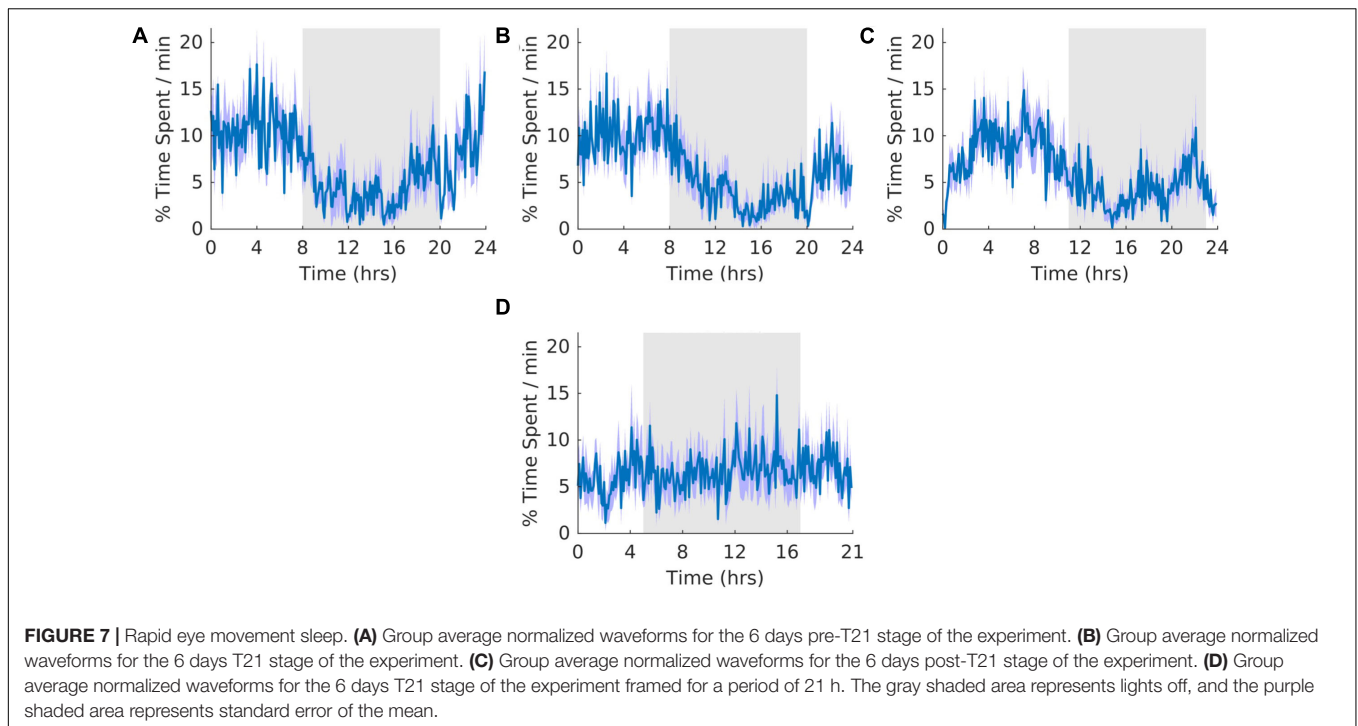 A
B
C
% Time Spent / min
20
15
10
5
0
0 4 8 12 16 20 24
Time (hrs)
% Time Spent / min
20
15
10
5
0
0 4 8 12 16 20 24
Time (hrs)
% Time Spent / min
20
15
10
5
0
0 4 8 12 16 20 24
Time (hrs)
D
% Time Spent / min
20
15
10
5
0
0 4 8 12 16 21
Time (hrs)
FIGURE 7 | Rapid eye movement sleep. (A) Group average normalized waveforms for the 6 days pre-T21 stage of the experiment. (B) Group average normalized
waveforms for the 6 days T21 stage of the experiment. (C) Group average normalized waveforms for the 6 days post-T21 stage of the experiment. (D) Group
average normalized waveforms for the 6 days T21 stage of the experiment framed for a period of 21 h. The gray shaded area represents lights off, and the purple
shaded area represents standard error of the mean.